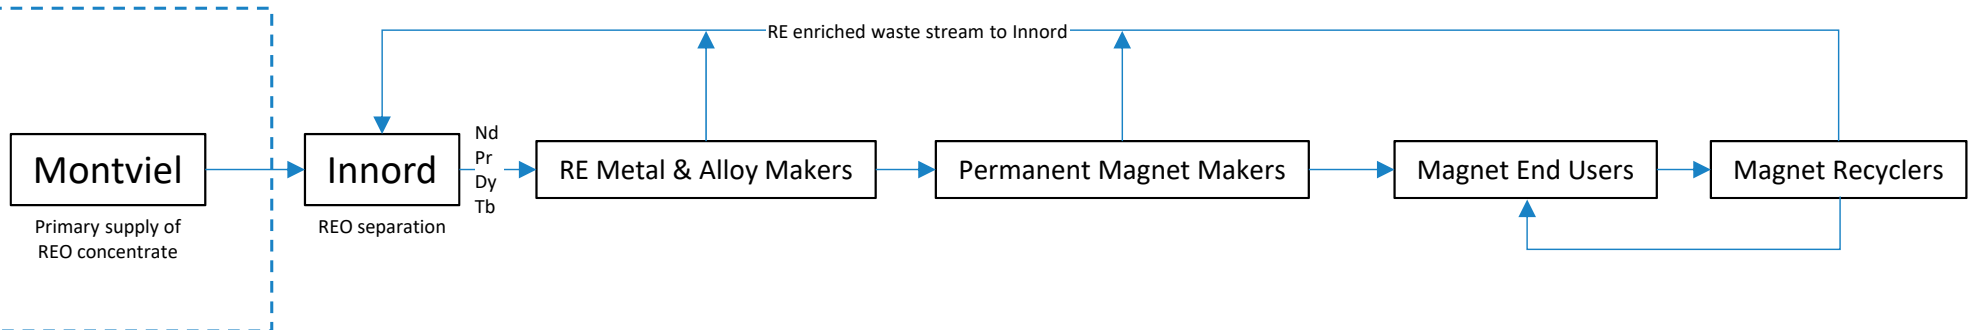 RE enriched waste stream to Innord
Montviel
Primary supply of
REO concentrate
Innord
REO separation
Nd
Pr
Dy
Tb
RE Metal & Alloy Makers
Permanent Magnet Makers
Magnet End Users
Magnet Recyclers